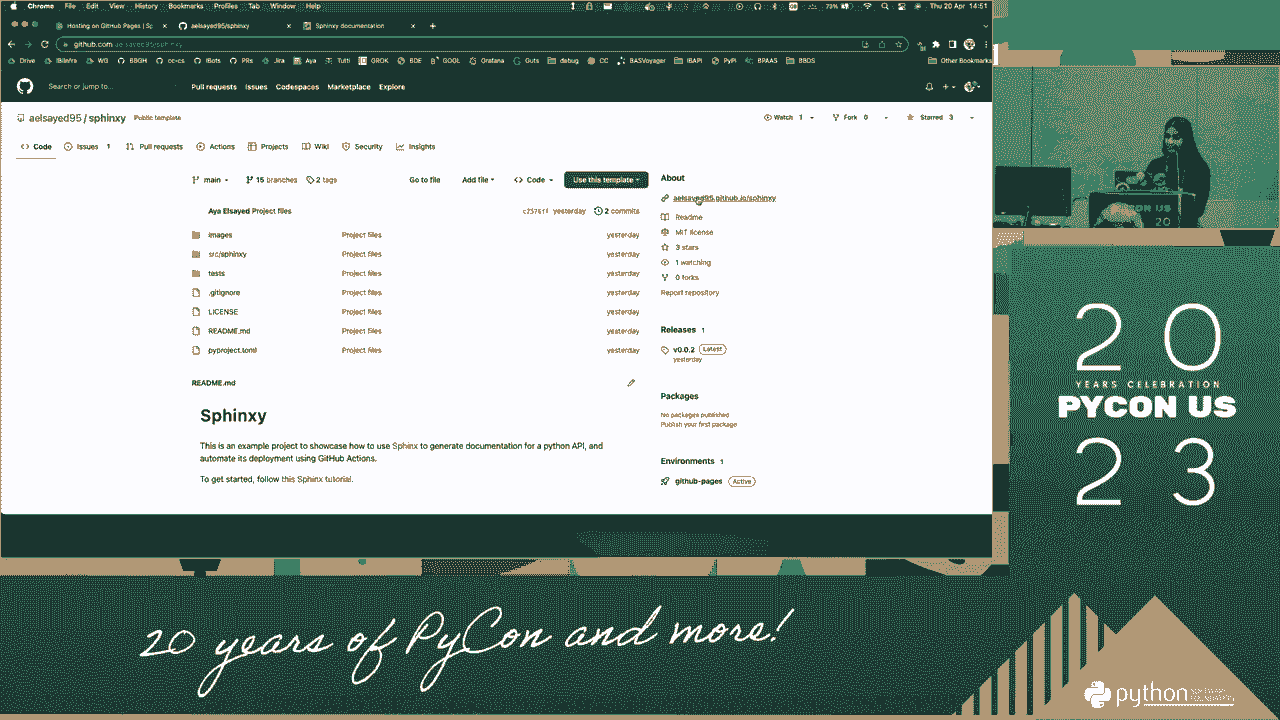 Chrome File Edit View History Bookmarks Profiles Tab Window Help
73% Thu 20 Apr 14:51
Hosting on GitHub Pages | Sp
aelsayed95/sphinxy
Sphinxy documentation
github.com/aelsayed95/sphinxy
Drive IBInfra WG BBGH cc-cs IBots PRs Jira Aya Tutti GROK BDE GOOL Grafana Guts debug CC BASVoyager IBAPI PyPi BPAAS BBDS Other Bookmarks
Search or jump to... Pull requests Issues Codespaces Marketplace Explore
aelsayed95 / sphinxy Public template
Watch 1 Fork 0 Starred 3
Code Issues 1 Pull requests Actions Projects Wiki Security Insights
main 15 branches 2 tags Go to file Add file Code Use this template
Aya Elsayed Project files yesterday 2 commits
images Project files yesterday
src/sphinxy Project files yesterday
tests Project files yesterday
.gitignore Project files yesterday
LICENSE Project files yesterday
README.md Project files yesterday
pyproject.toml Project files yesterday
README.md
Sphinxy
This is an example project to showcase how to use Sphinx to generate documentation for a python API, and
automate its deployment using GitHub Actions.
To get started, follow this Sphinx tutorial.
About
aelsayed95.github.io/sphinxy
Readme
MIT license
3 stars
1 watching
0 forks
Report repository
Releases 1
v0.0.2 Latest
yesterday
Packages
No packages published
Publish your first package
Environments 1
github-pages Active
CON US
20
20
YEARS CELEBRATION
PYCON US
23
20 years of PyCon and more!
python